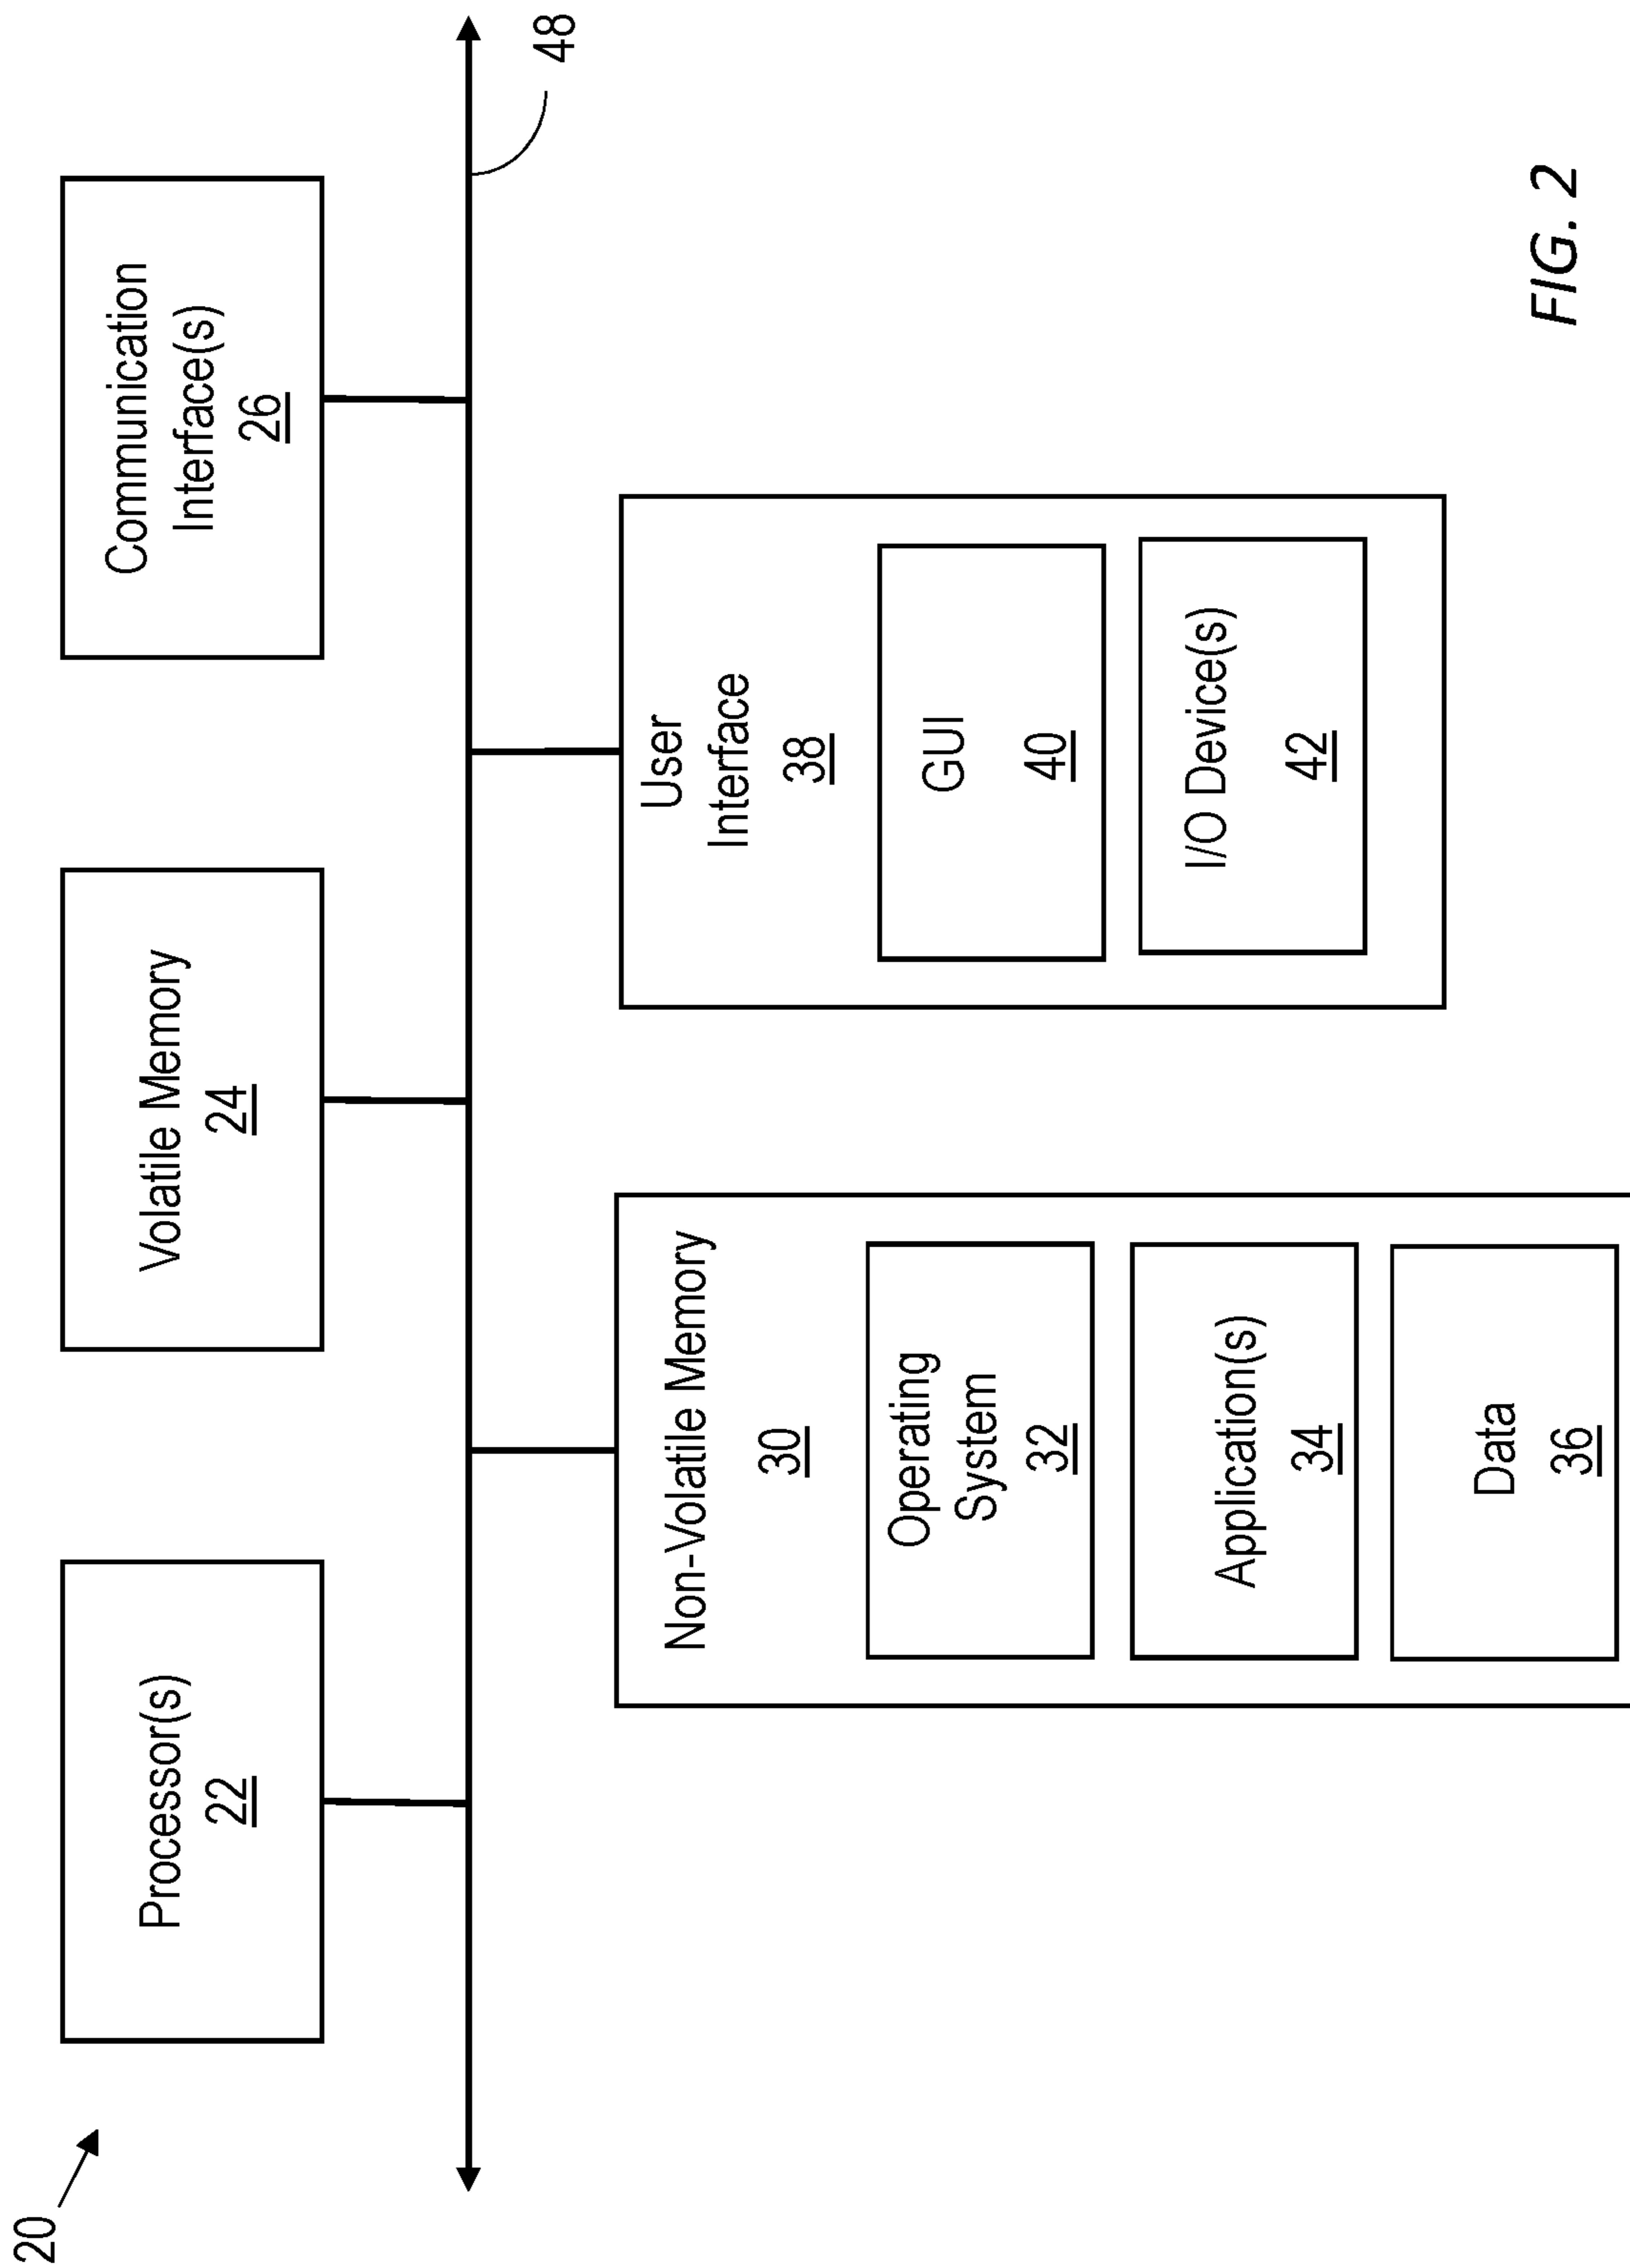 20
Processor(s)
22
Volatile Memory
24
Communication
Interface(s)
26
48
Non-Volatile Memory
30
Operating
System
32
Application(s)
34
Data
36
User
Interface
38
GUI
40
I/O Device(s)
42
FIG. 2